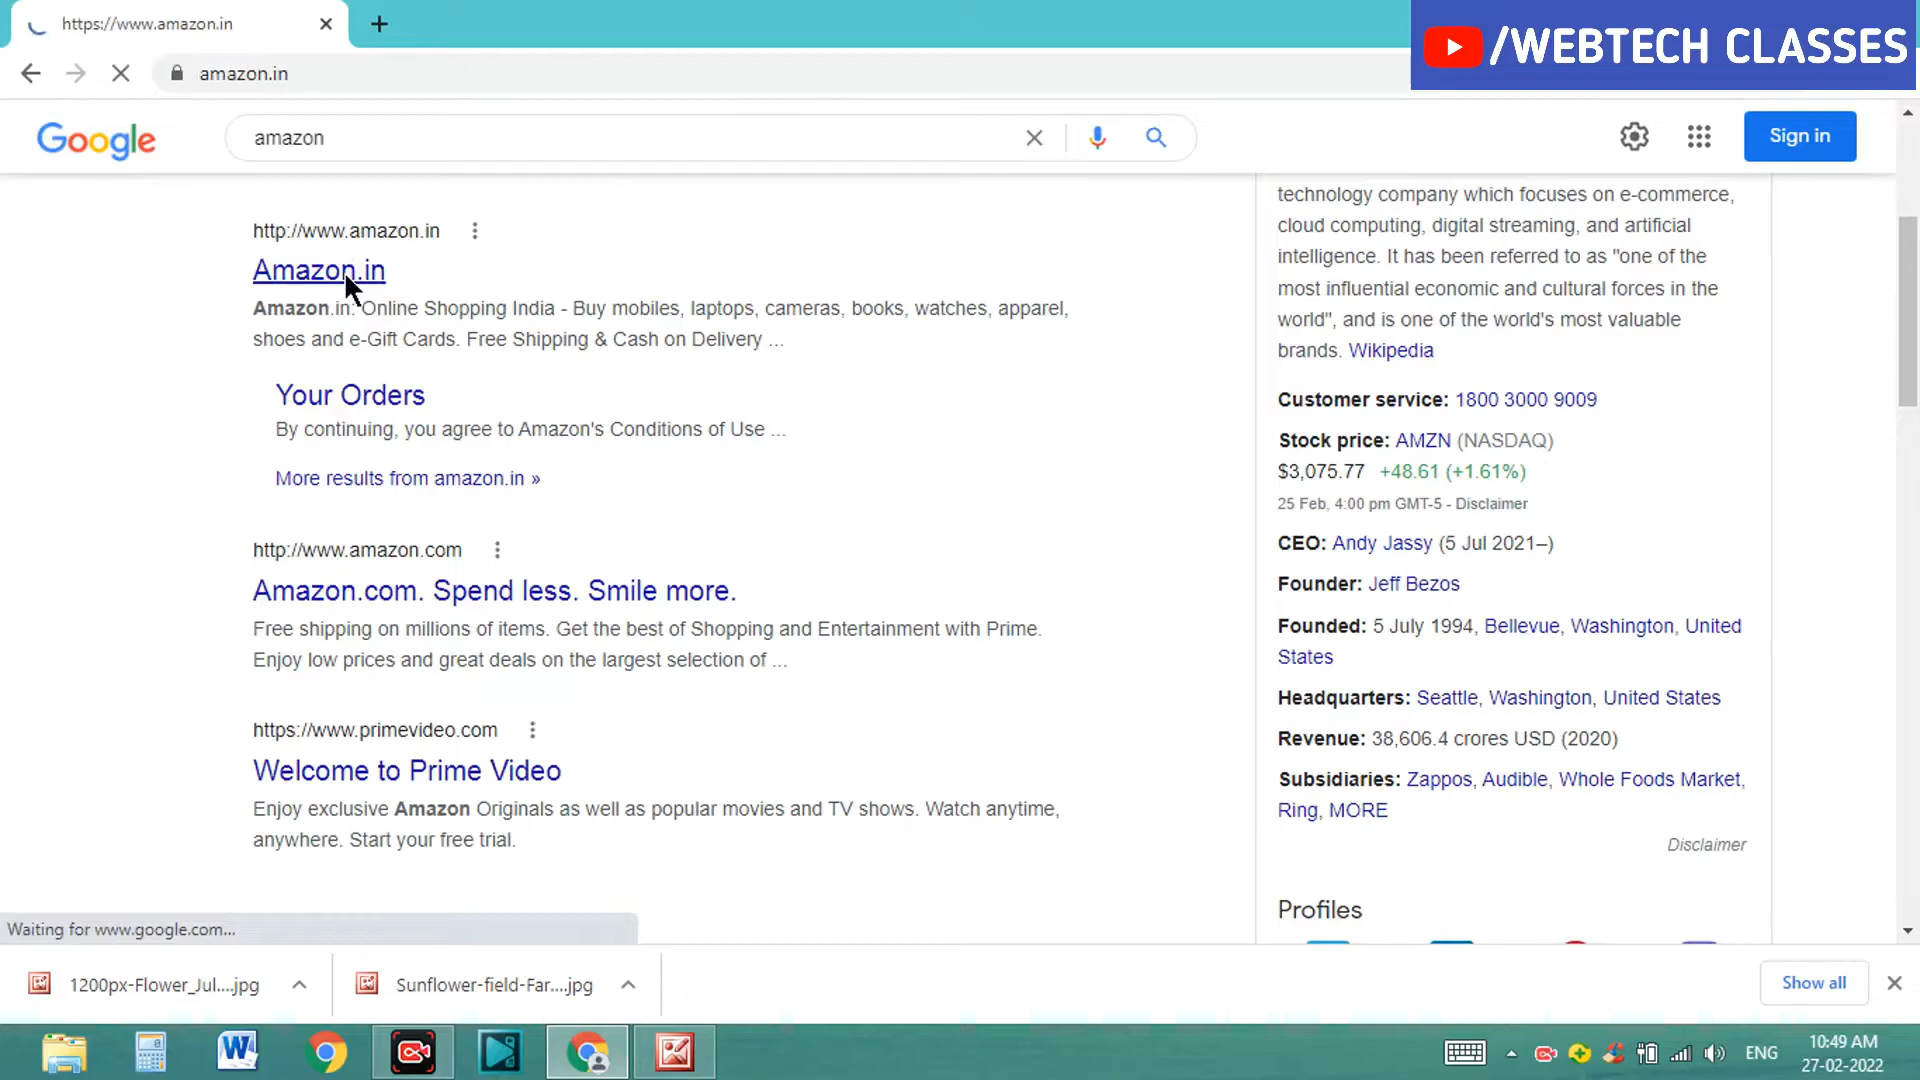 https://www.amazon.in
/WEBTECH CLASSES
amazon.in
Google
amazon
Sign in
http://www.amazon.in
Amazon.in
Amazon.in: Online Shopping India - Buy mobiles, laptops, cameras, books, watches, apparel,
shoes and e-Gift Cards. Free Shipping & Cash on Delivery ...
Your Orders
By continuing, you agree to Amazon's Conditions of Use ...
More results from amazon.in »
http://www.amazon.com
Amazon.com. Spend less. Smile more.
Free shipping on millions of items. Get the best of Shopping and Entertainment with Prime.
Enjoy low prices and great deals on the largest selection of ...
https://www.primevideo.com
Welcome to Prime Video
Enjoy exclusive Amazon Originals as well as popular movies and TV shows. Watch anytime,
anywhere. Start your free trial.
technology company which focuses on e-commerce,
cloud computing, digital streaming, and artificial
intelligence. It has been referred to as "one of the
most influential economic and cultural forces in the
world", and is one of the world's most valuable
brands. Wikipedia
Customer service: 1800 3000 9009
Stock price: AMZN (NASDAQ)
$3,075.77 +48.61 (+1.61%)
25 Feb, 4:00 pm GMT-5 - Disclaimer
CEO: Andy Jassy (5 Jul 2021–)
Founder: Jeff Bezos
Founded: 5 July 1994, Bellevue, Washington, United
States
Headquarters: Seattle, Washington, United States
Revenue: 38,606.4 crores USD (2020)
Subsidiaries: Zappos, Audible, Whole Foods Market,
Ring, MORE
Disclaimer
Profiles
Waiting for www.google.com...
1200px-Flower_Jul....jpg
Sunflower-field-Far....jpg
Show all
W
ENG
10:49 AM
27-02-2022